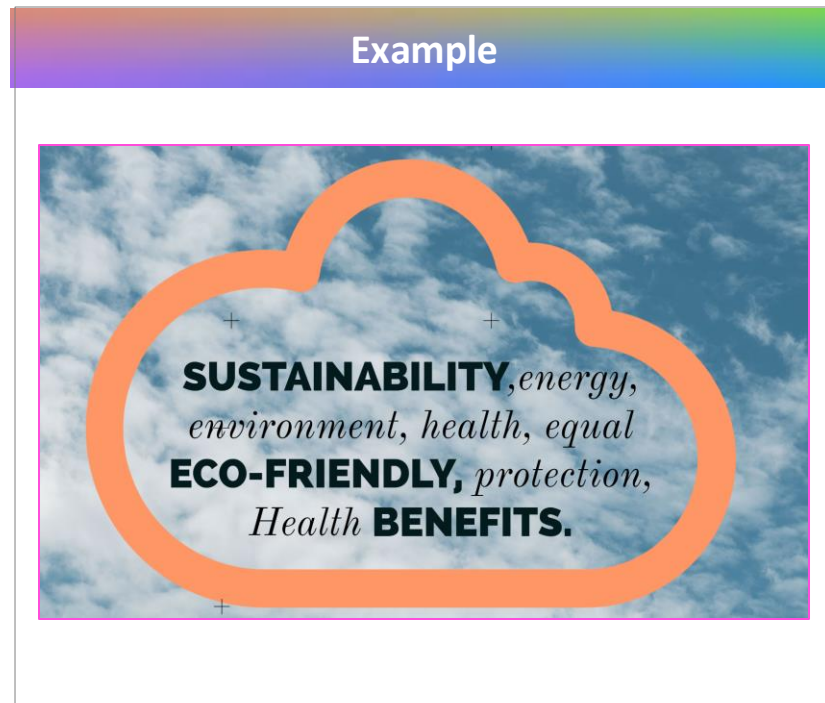 Example
SUSTAINABILITY,energy,
environment, health, equal
ECO-FRIENDLY, protection,
Health BENEFITS.